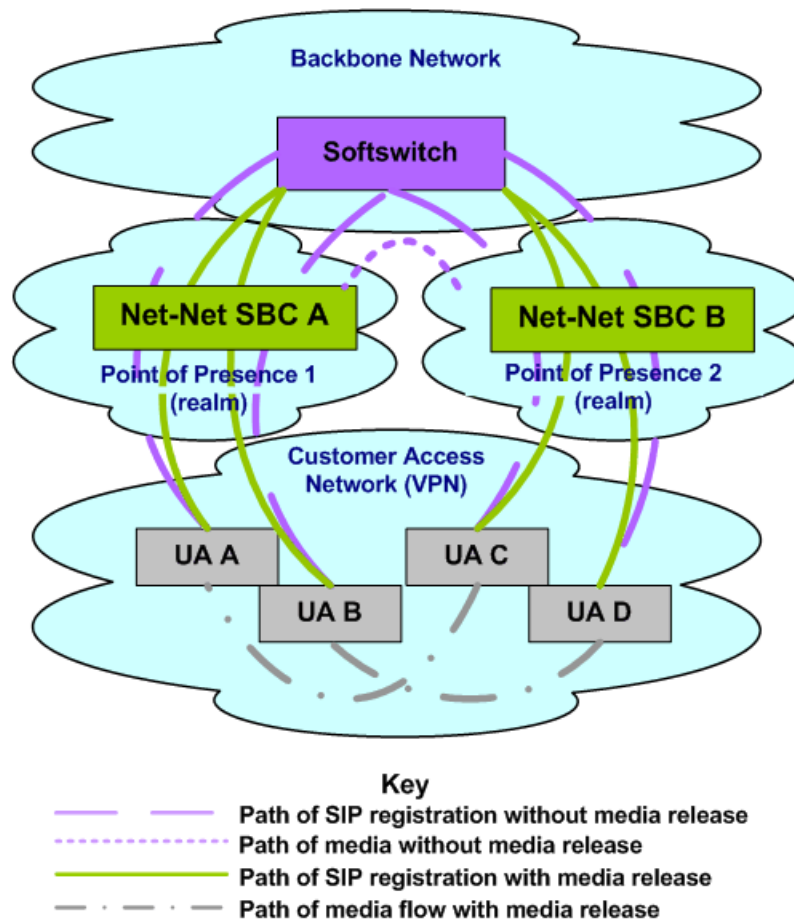 Backbone Network
Softswitch
Net-Net SBC A
Net-Net SBC B
Point of Presence 1
(realm)
Point of Presence 2
(realm)
Customer Access
Network (VPN)
UA A
UA C
UA B
UA D
Key
Path of SIP registration without media release
Path of media without media release
Path of SIP registration with media release
Path of media flow with media release